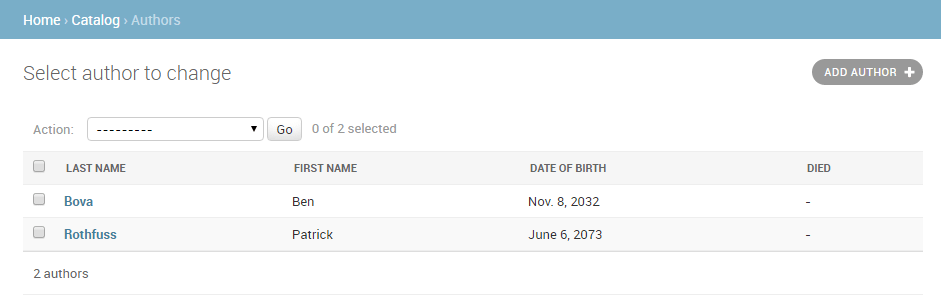 Home › Catalog › Authors
Select author to change
ADD AUTHOR +
Action: --------- Go 0 of 2 selected
LAST NAME FIRST NAME DATE OF BIRTH DIED
Bova Ben Nov. 8, 2032 -
Rothfuss Patrick June 6, 2073 -
2 authors